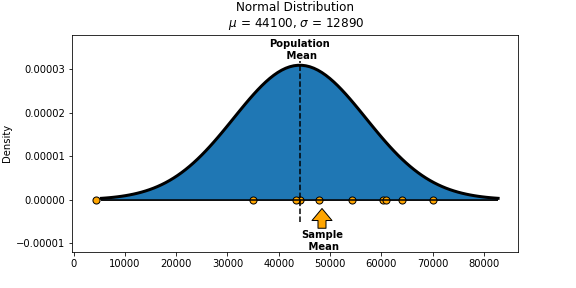 Normal Distribution
μ = 44100, σ = 12890
Population
Mean
0.00003
0.00002
0.00001
0.00000
−0.00001
Density
Sample
Mean
0
10000
20000
30000
40000
50000
60000
70000
80000